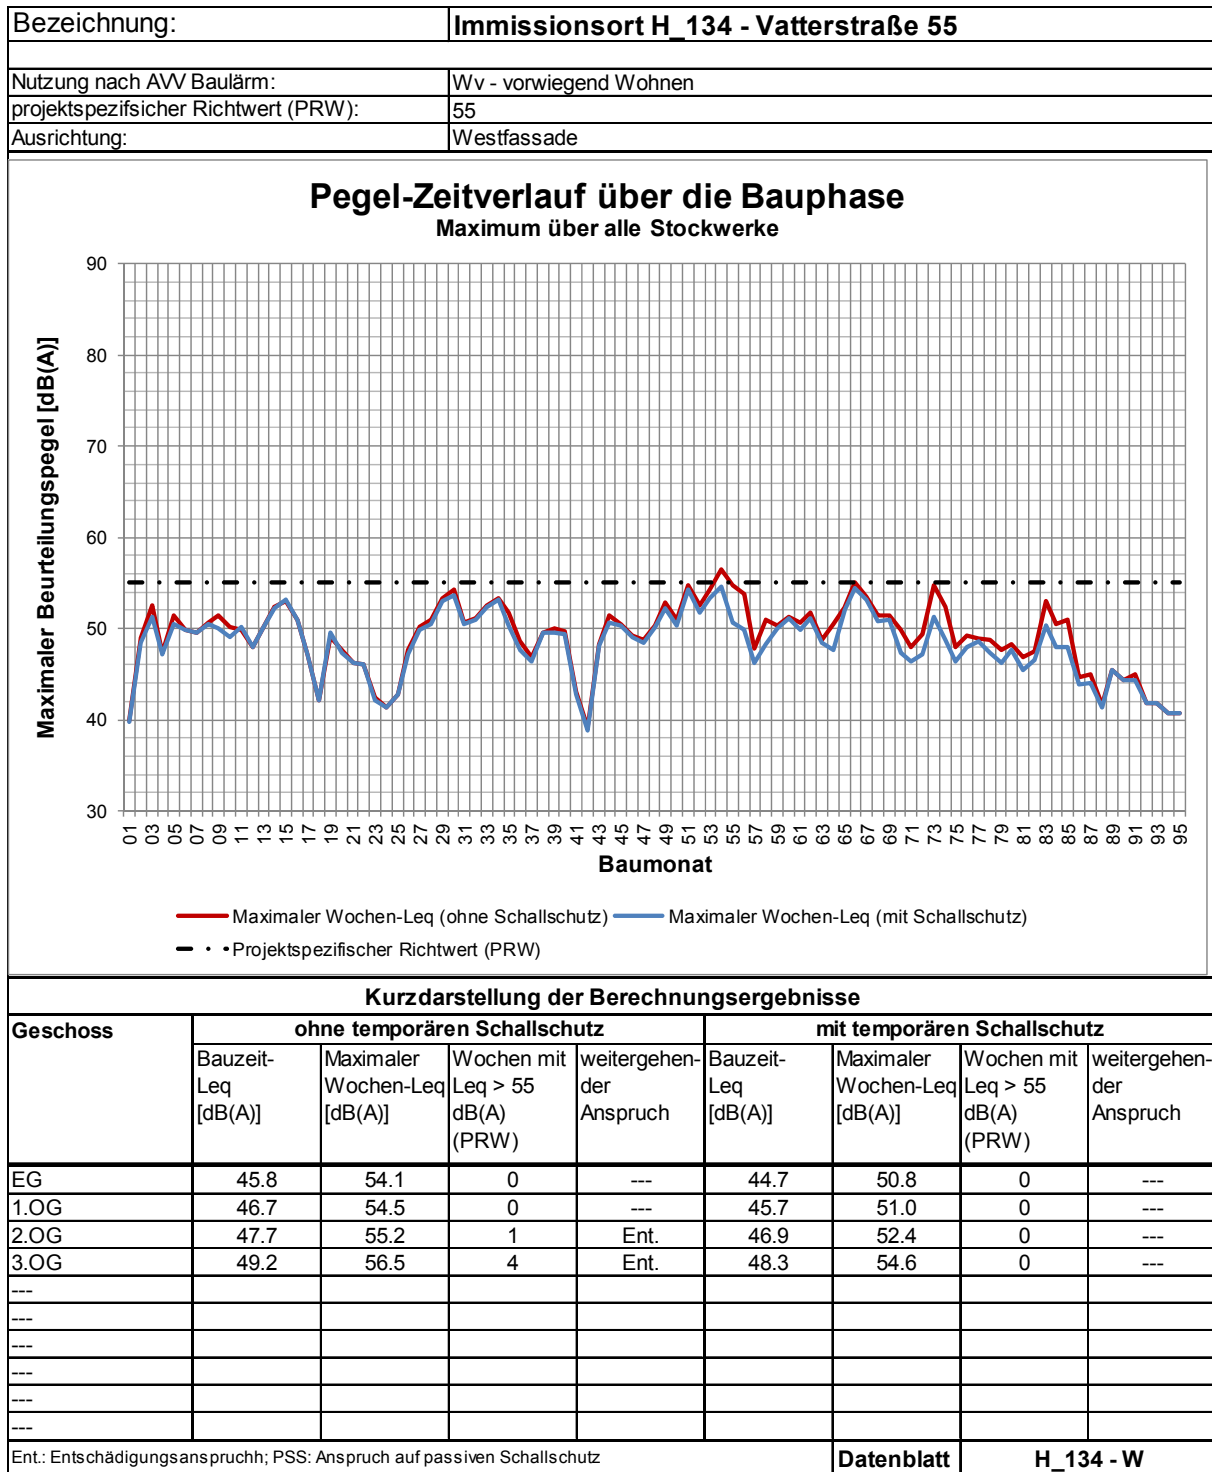 Bezeichnung: Immissionsort H_134 - Vatterstraße 55
Nutzung nach AVV Baulärm: Wv - vorwiegend Wohnen
projektspezifsicher Richtwert (PRW): 55
Ausrichtung: Westfassade
Pegel-Zeitverlauf über die Bauphase
Maximum über alle Stockwerke
Maximaler Beurteilungspegel [dB(A)]
90
80
70
60
50
40
30
01 03 05 07 09 11 13 15 17 19 21 23 25 27 29 31 33 35 37 39 41 43 45 47 49 51 53 55 57 59 61 63 65 67 69 71 73 75 77 79 81 83 85 87 89 91 93 95
Baumonat
Maximaler Wochen-Leq (ohne Schallschutz) Maximaler Wochen-Leq (mit Schallschutz)
Projektspezifischer Richtwert (PRW)
Kurzdarstellung der Berechnungsergebnisse
Geschoss ohne temporären Schallschutz mit temporären Schallschutz
Bauzeit- Maximaler Wochen mit weitergehen- Bauzeit- Maximaler Wochen mit weitergehen-
Leq Wochen-Leq Leq > 55 der Leq Wochen-Leq Leq > 55 der
[dB(A)] [dB(A)] dB(A) Anspruch [dB(A)] [dB(A)] dB(A) Anspruch
(PRW) (PRW)
EG 45.8 54.1 0 --- 44.7 50.8 0 ---
1.OG 46.7 54.5 0 --- 45.7 51.0 0 ---
2.OG 47.7 55.2 1 Ent. 46.9 52.4 0 ---
3.OG 49.2 56.5 4 Ent. 48.3 54.6 0 ---
---
---
---
---
---
---
Ent.: Entschädigungsanspruchh; PSS: Anspruch auf passiven Schallschutz Datenblatt H_134 - W